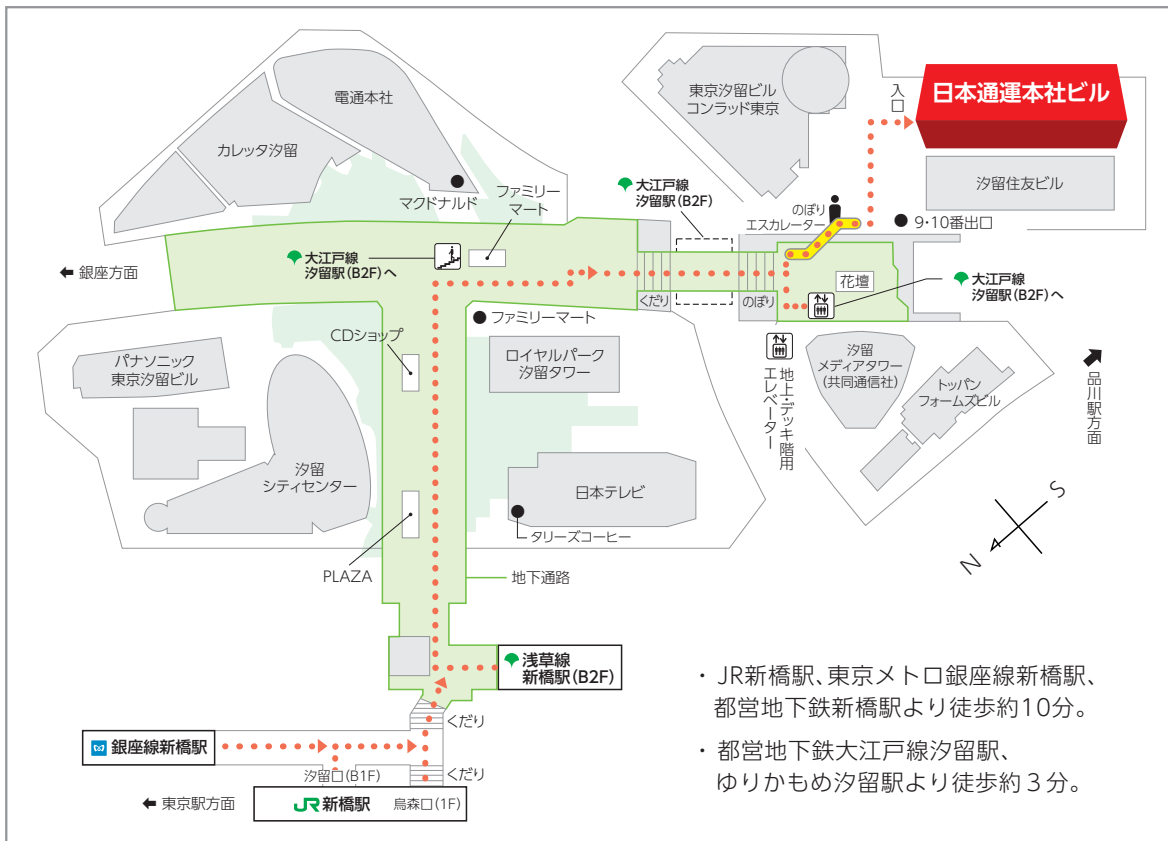 電通本社
カレッタ汐留
マクドナルド
ファミリー
マート
東京汐留ビル
コンラッド東京
入口
日本通運本社ビル
汐留住友ビル
大江戸線
汐留駅(B2F)
のぼり
エスカレーター
9・10番出口
銀座方面
大江戸線
汐留駅(B2F)へ
くだり
のぼり
花壇
大江戸線
汐留駅(B2F)へ
ファミリーマート
CDショップ
パナソニック
東京汐留ビル
ロイヤルパーク
汐留タワー
地上・デッキ階用
エレベーター
汐留
メディアタワー
(共同通信社)
トッパン
フォームズビル
品川駅方面
汐留
シティセンター
日本テレビ
タリーズコーヒー
PLAZA
地下通路
S
N
浅草線
新橋駅(B2F)
くだり
銀座線新橋駅
汐留口(B1F)
くだり
東京駅方面
JR新橋駅 烏森口(1F)
・JR新橋駅、東京メトロ銀座線新橋駅、
都営地下鉄新橋駅より徒歩約10分。
・都営地下鉄大江戸線汐留駅、
ゆりかもめ汐留駅より徒歩約3分。